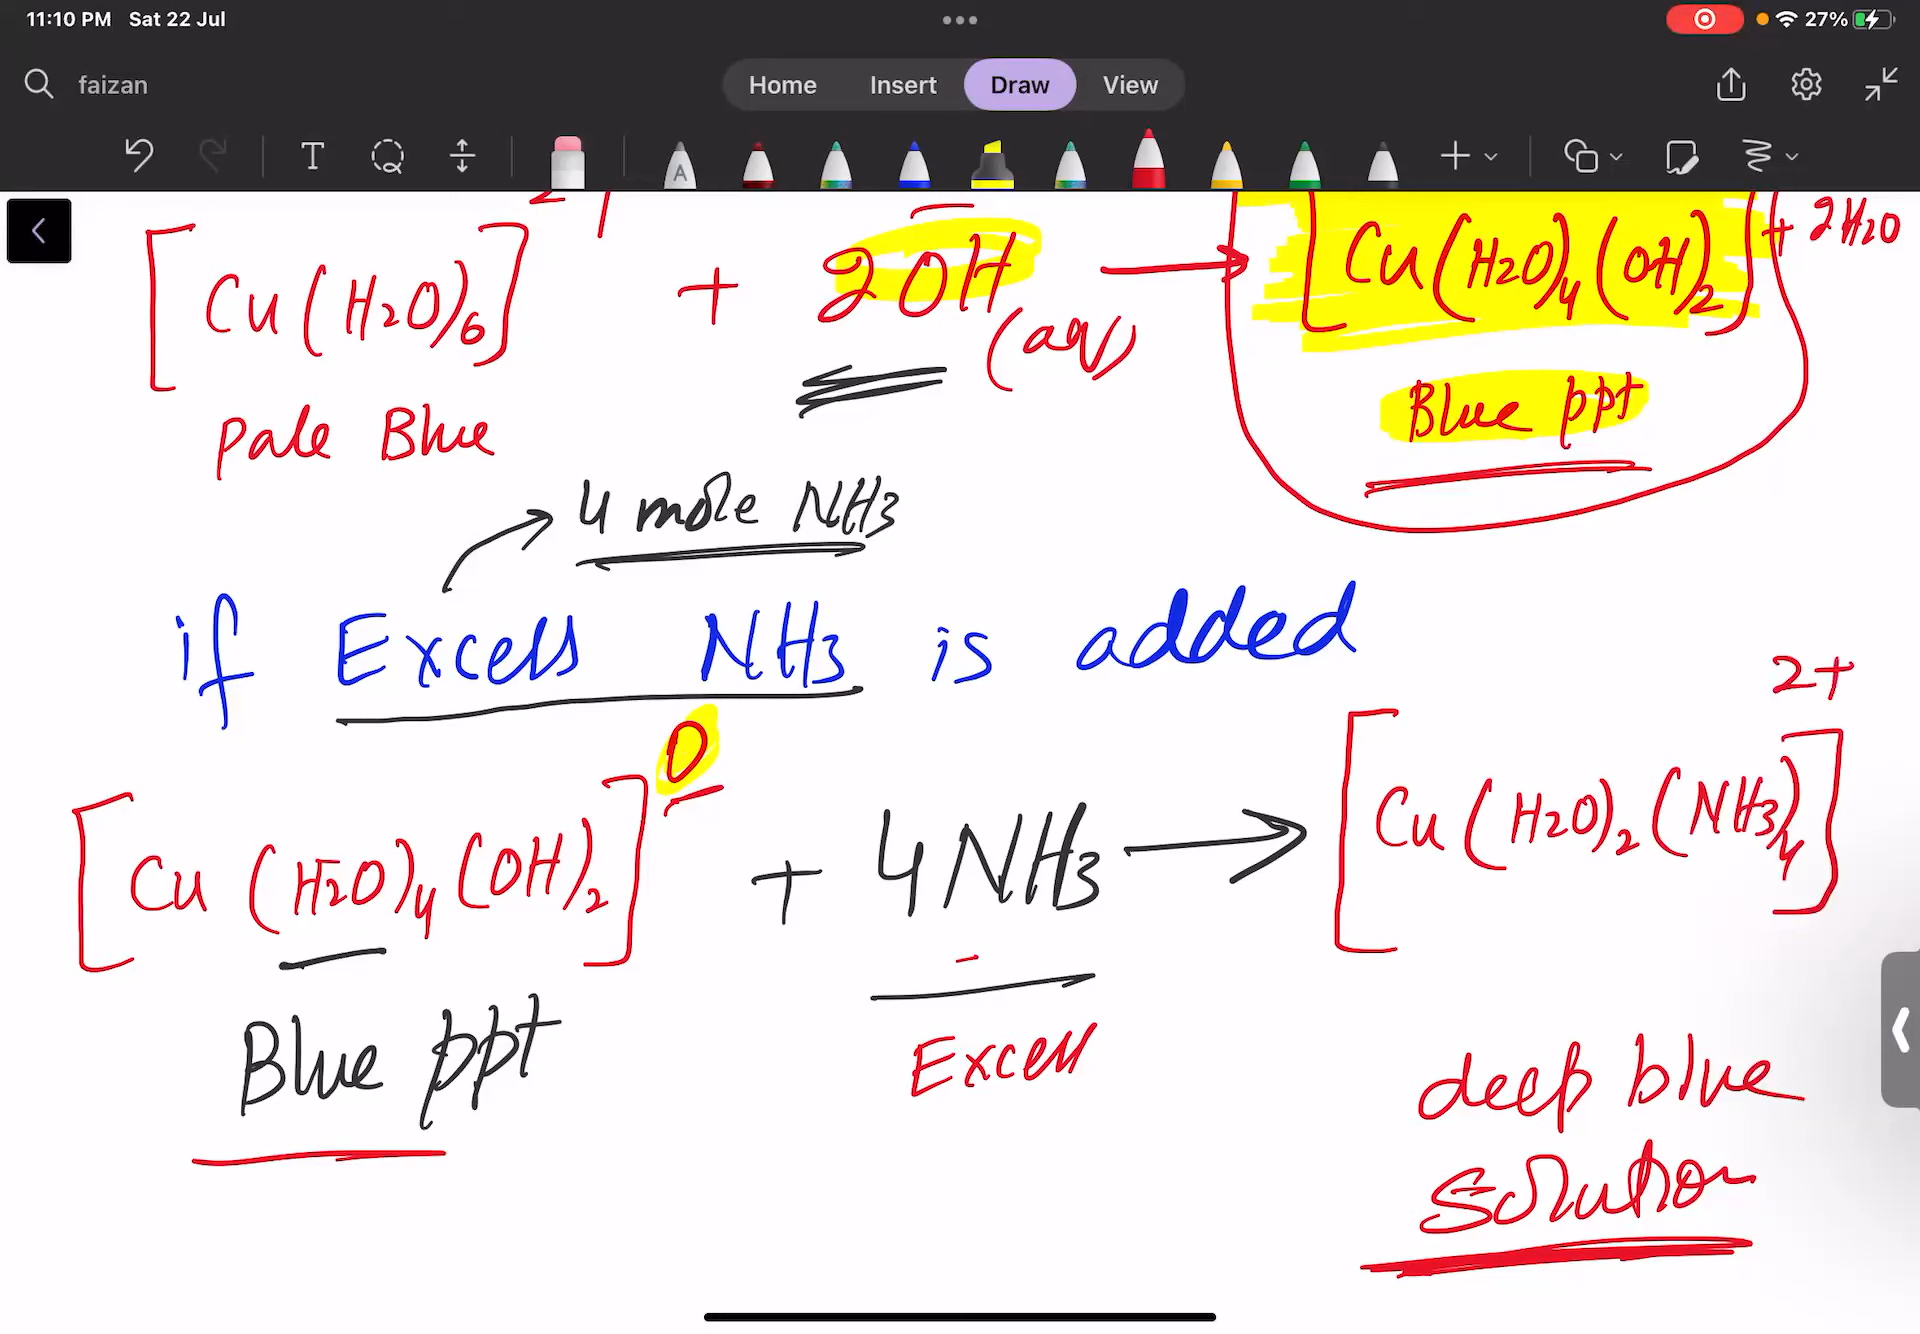 11:10 PM Sat 22 Jul
27%
faizan
Home Insert Draw View
T A
[Cu(H2O)6]2+ + 2OH⁻(aq) → [Cu(H2O)4(OH)2] + 2H2O
Pale Blue
Blue ppt
4 mole NH3
if Excess NH3 is added
[Cu(H2O)4(OH)2]0 + 4NH3 → [Cu(H2O)2(NH3)4]2+
Blue ppt
Excess
deep blue
solution